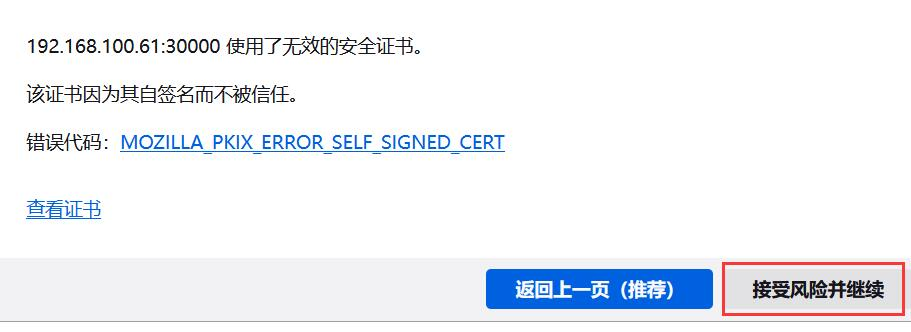 192.168.100.61:30000 使用了无效的安全证书。
该证书因为其自签名而不被信任。
错误代码：MOZILLA_PKIX_ERROR_SELF_SIGNED_CERT
查看证书
返回上一页（推荐） 接受风险并继续